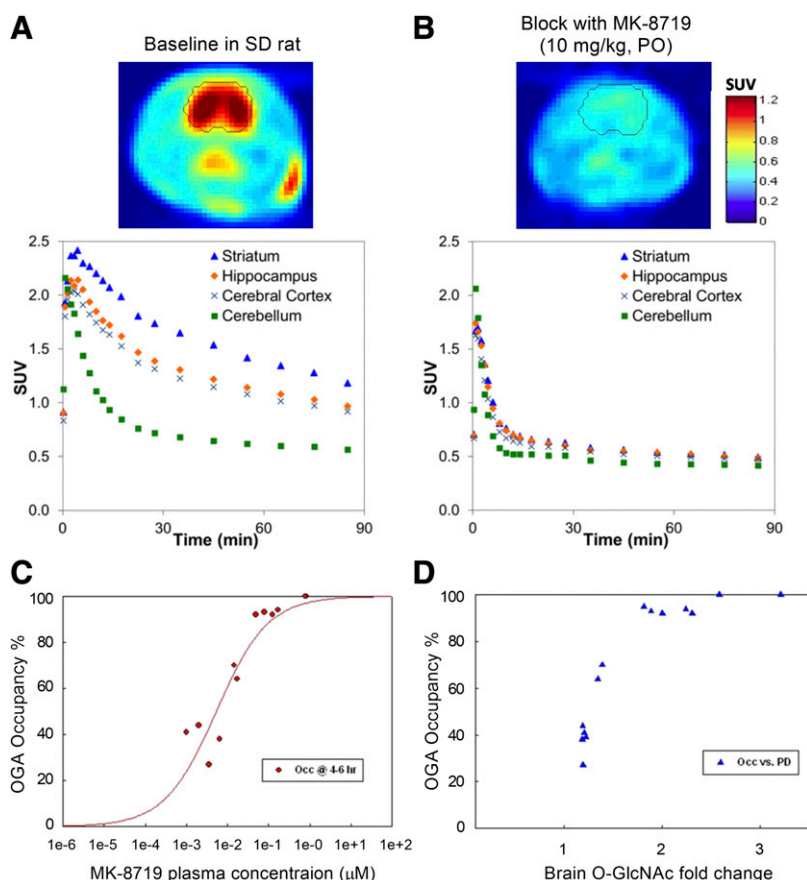 A
Baseline in SD rat
B
Block with MK-8719
(10 mg/kg, PO)
SUV
1.2
1
0.8
0.6
0.4
0.2
0
2.5
2.0
1.5
1.0
0.5
0.0
SUV
Striatum
Hippocampus
Cerebral Cortex
Cerebellum
0
30
60
90
Time (min)
2.5
2.0
1.5
1.0
0.5
0.0
SUV
Striatum
Hippocampus
Cerebral Cortex
Cerebellum
0
30
60
90
Time (min)
C
100
80
60
40
20
0
OGA Occupancy %
Occ @ 4-6 hr
1e-6
1e-5
1e-4
1e-3
1e-2
1e-1
1e-0
1e+1
1e+2
MK-8719 plasma concentraion (µM)
D
100
80
60
40
20
0
OGA Occupancy %
Occ vs. PD
1
2
3
Brain O-GlcNAc fold change